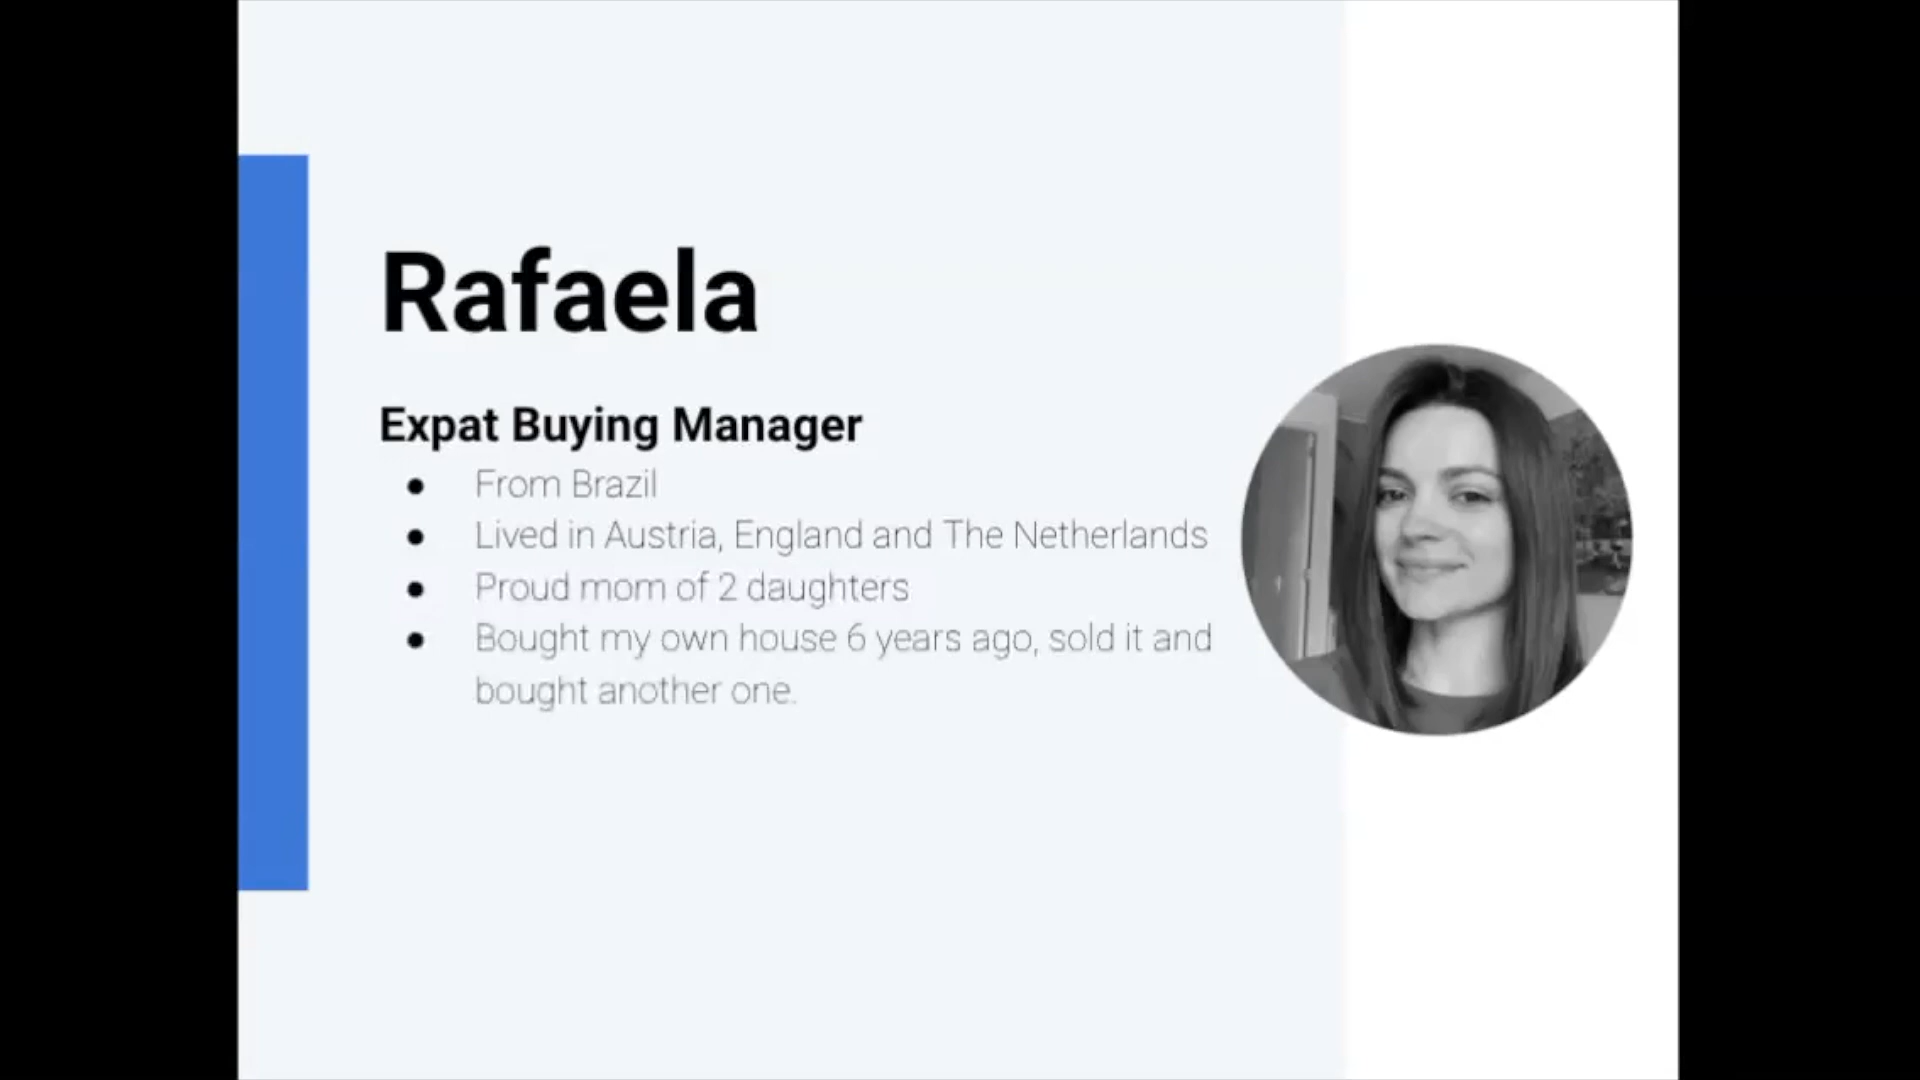 Rafaela
Expat Buying Manager
● From Brazil
● Lived in Austria, England and The Netherlands
● Proud mom of 2 daughters
● Bought my own house 6 years ago, sold it and
bought another one.